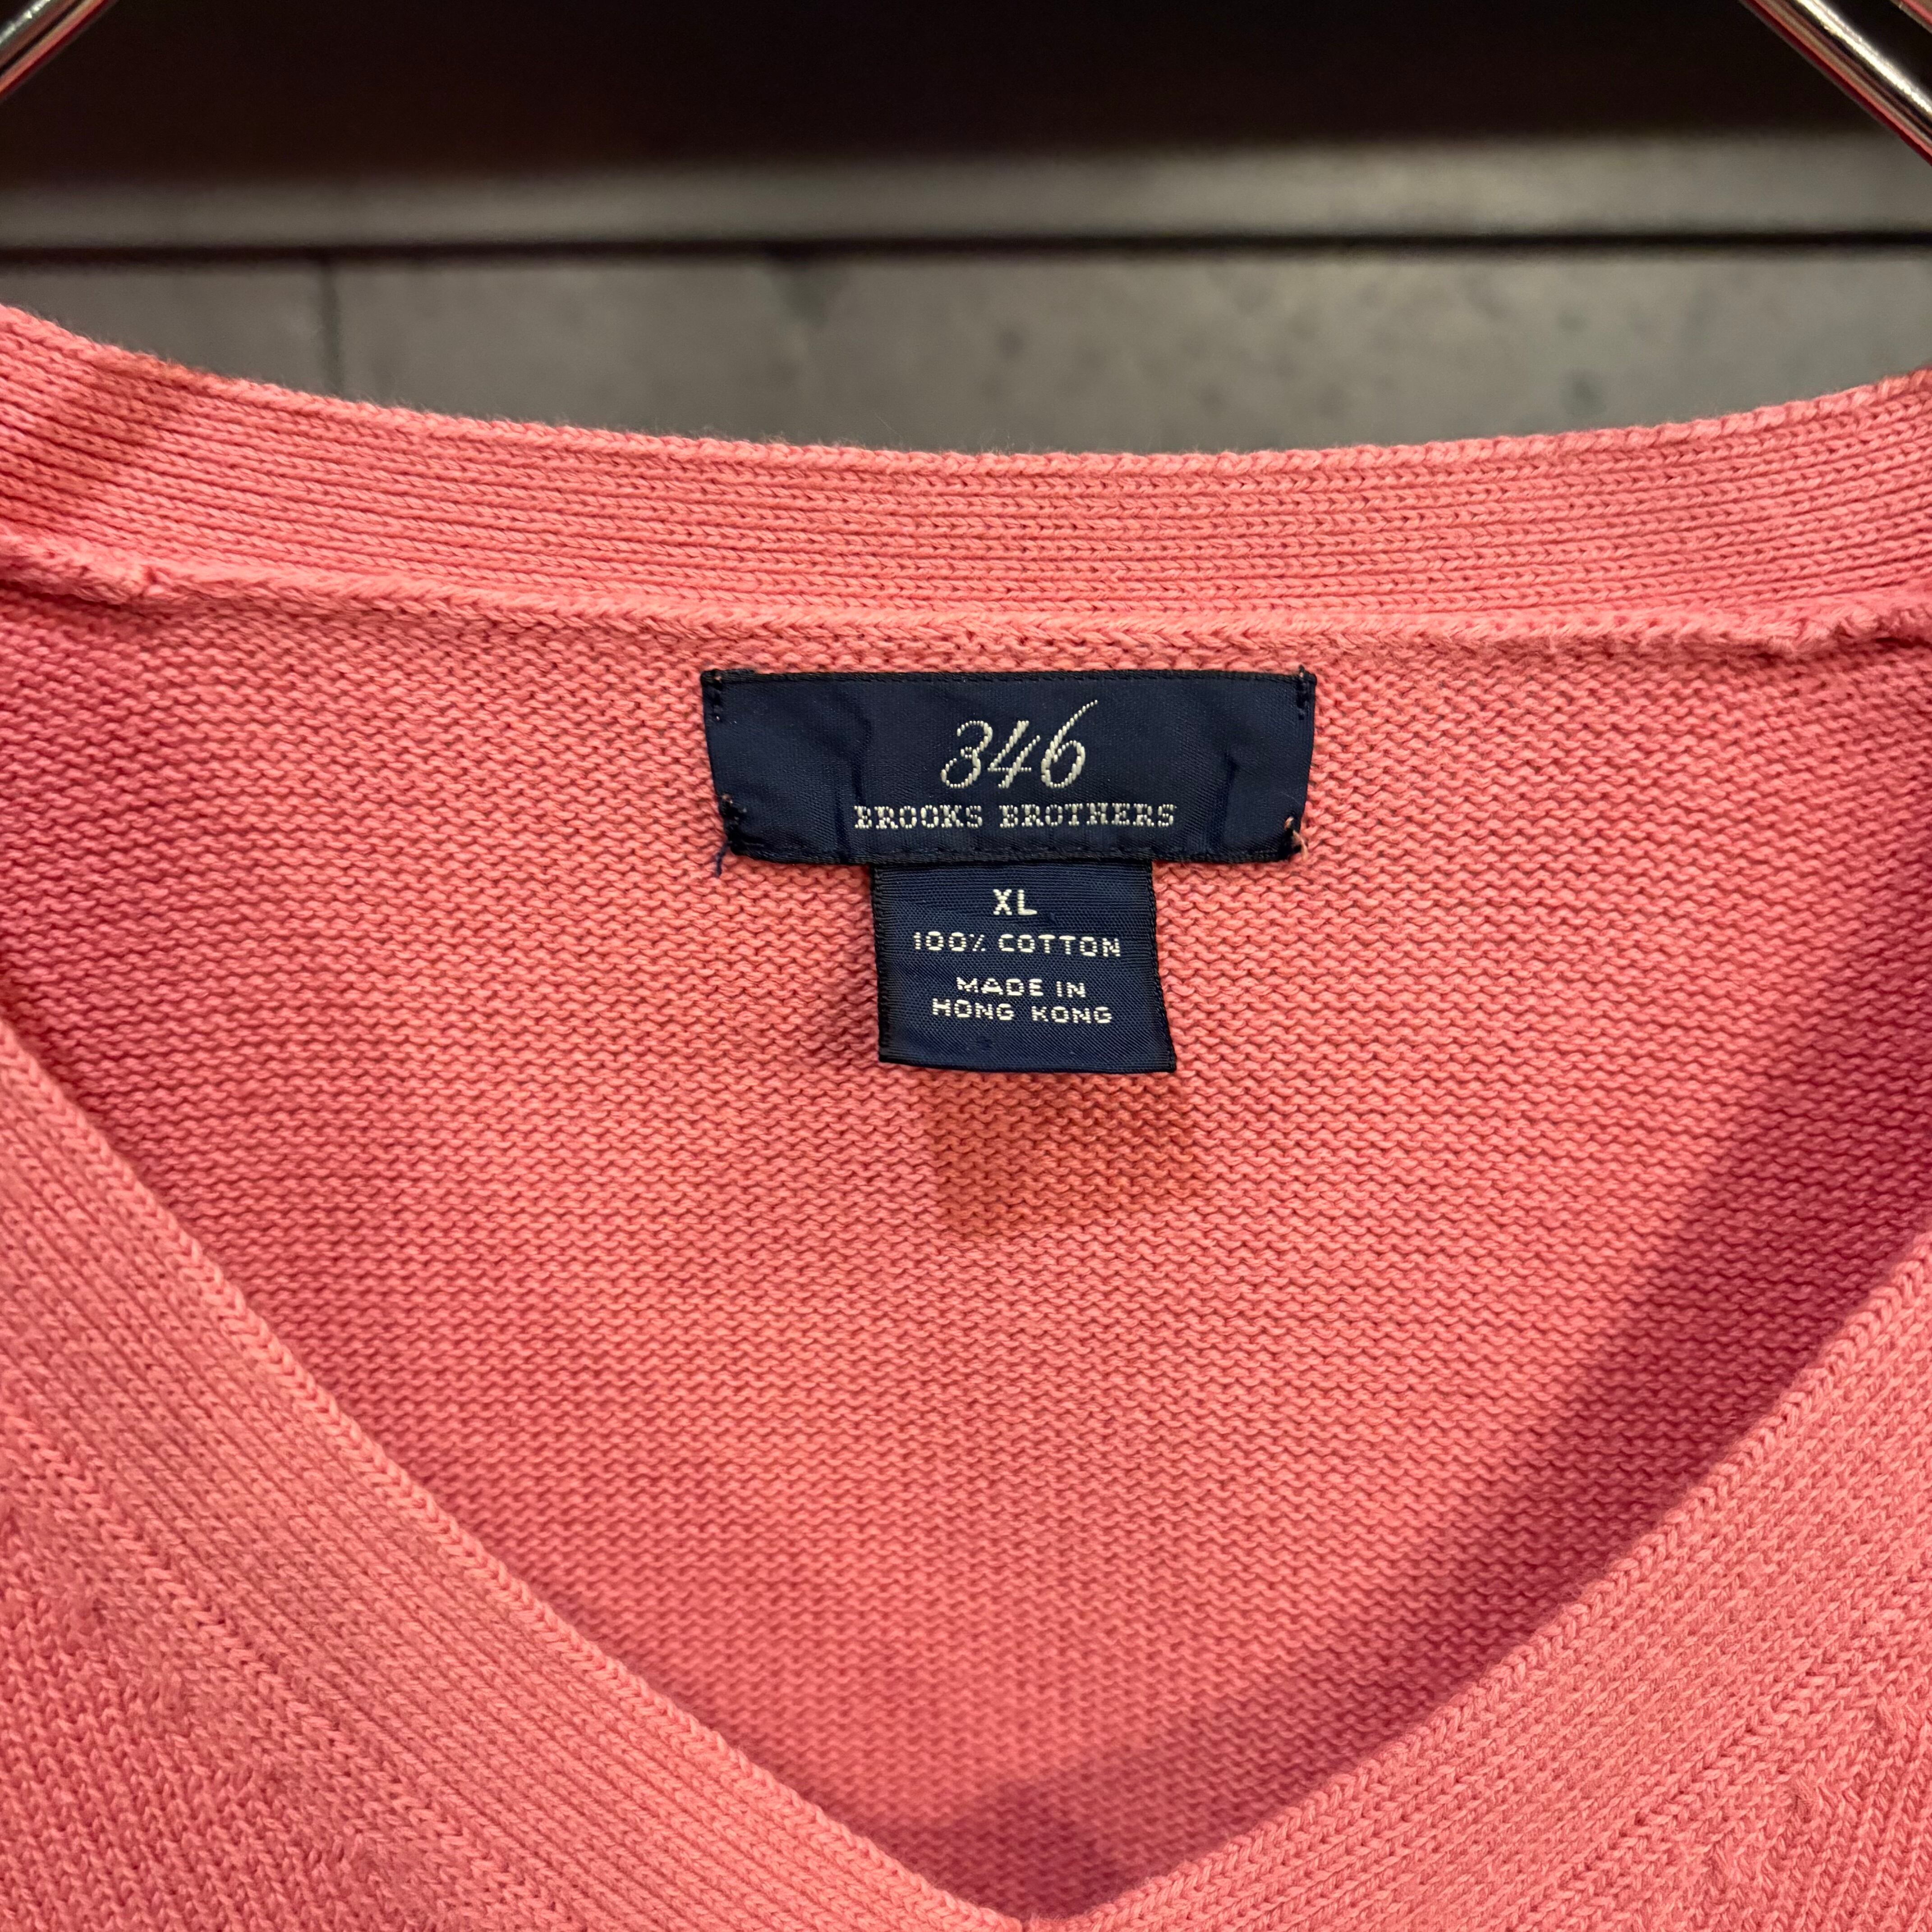 346
BROOKS BROTHERS
XL
100% COTTON
MADE IN
HONG KONG